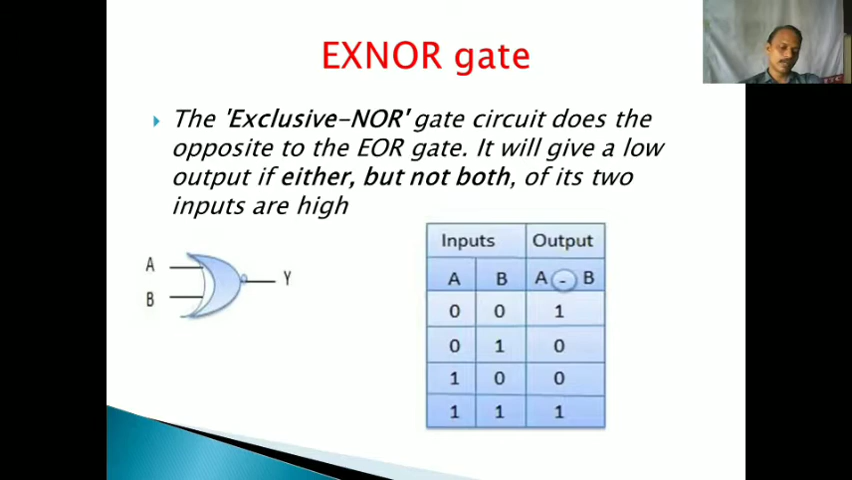 EXNOR gate
The 'Exclusive-NOR' gate circuit does the
opposite to the EOR gate. It will give a low
output if either, but not both, of its two
inputs are high
A
B
Y
Inputs Output
A B A - B
0 0 1
0 1 0
1 0 0
1 1 1